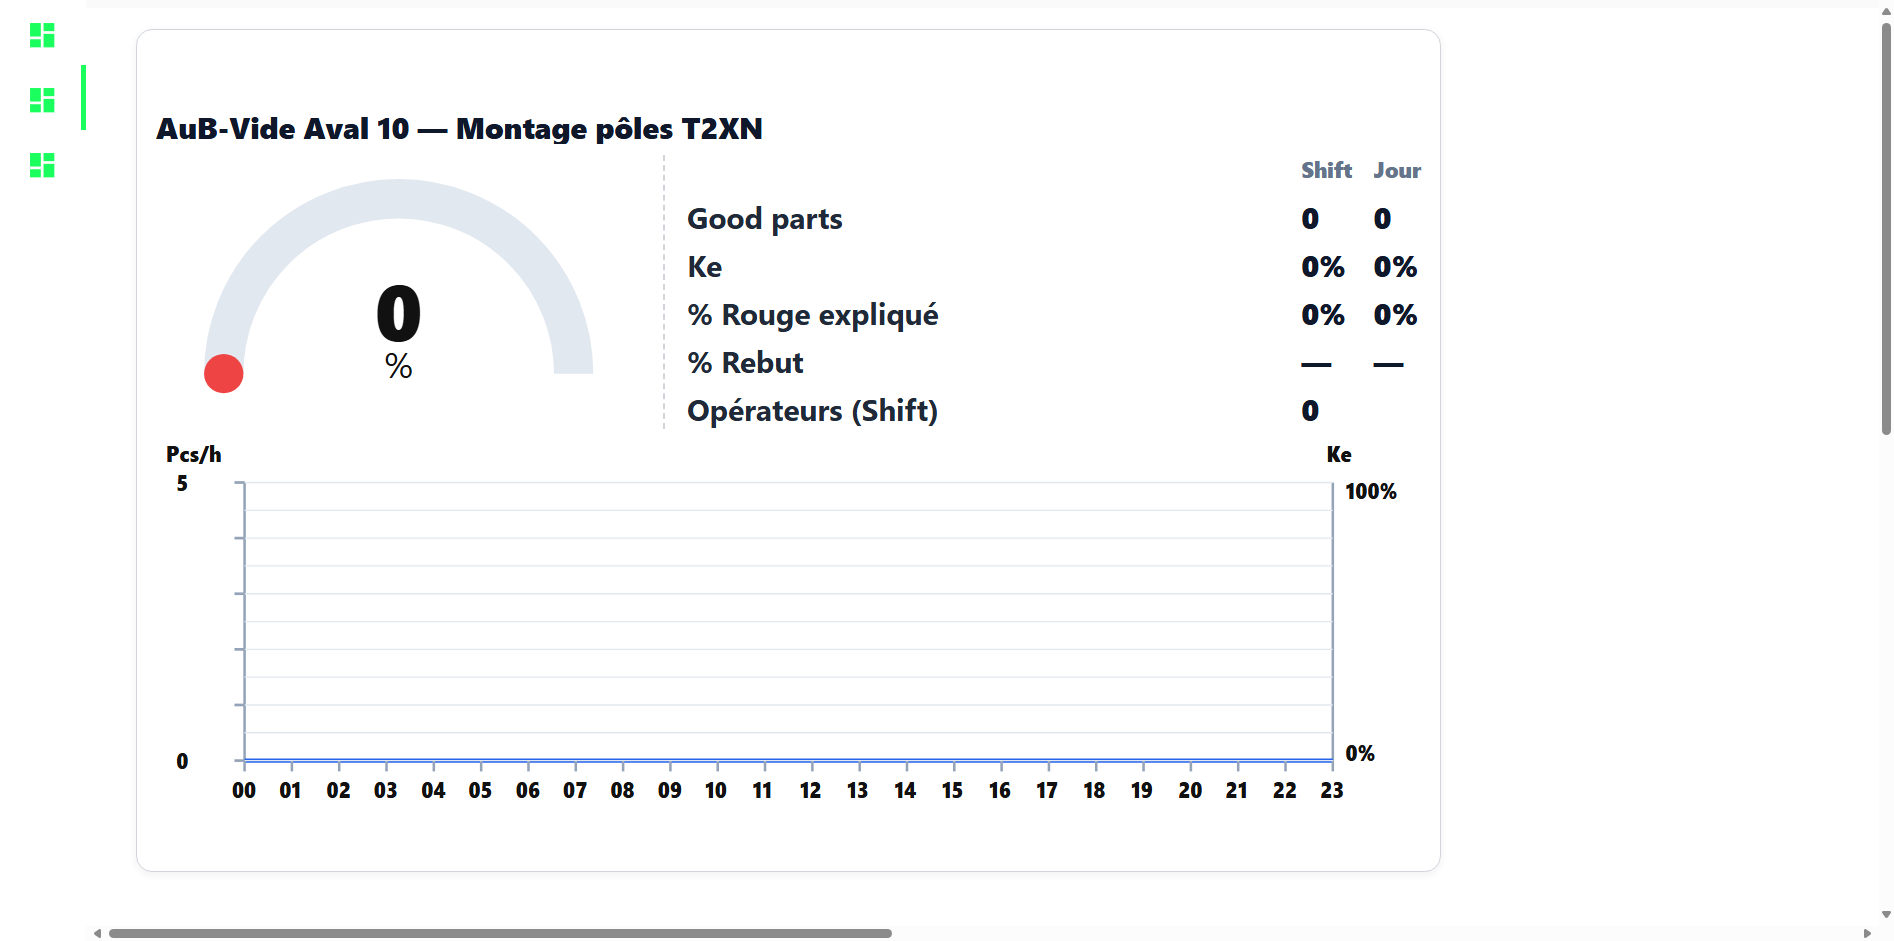 AuB-Vide Aval 10 — Montage pôles T2XN
0
%
Shift Jour
Good parts 0 0
Ke 0% 0%
% Rouge expliqué 0% 0%
% Rebut — —
Opérateurs (Shift) 0
Pcs/h Ke
5 100%
0 0%
00 01 02 03 04 05 06 07 08 09 10 11 12 13 14 15 16 17 18 19 20 21 22 23